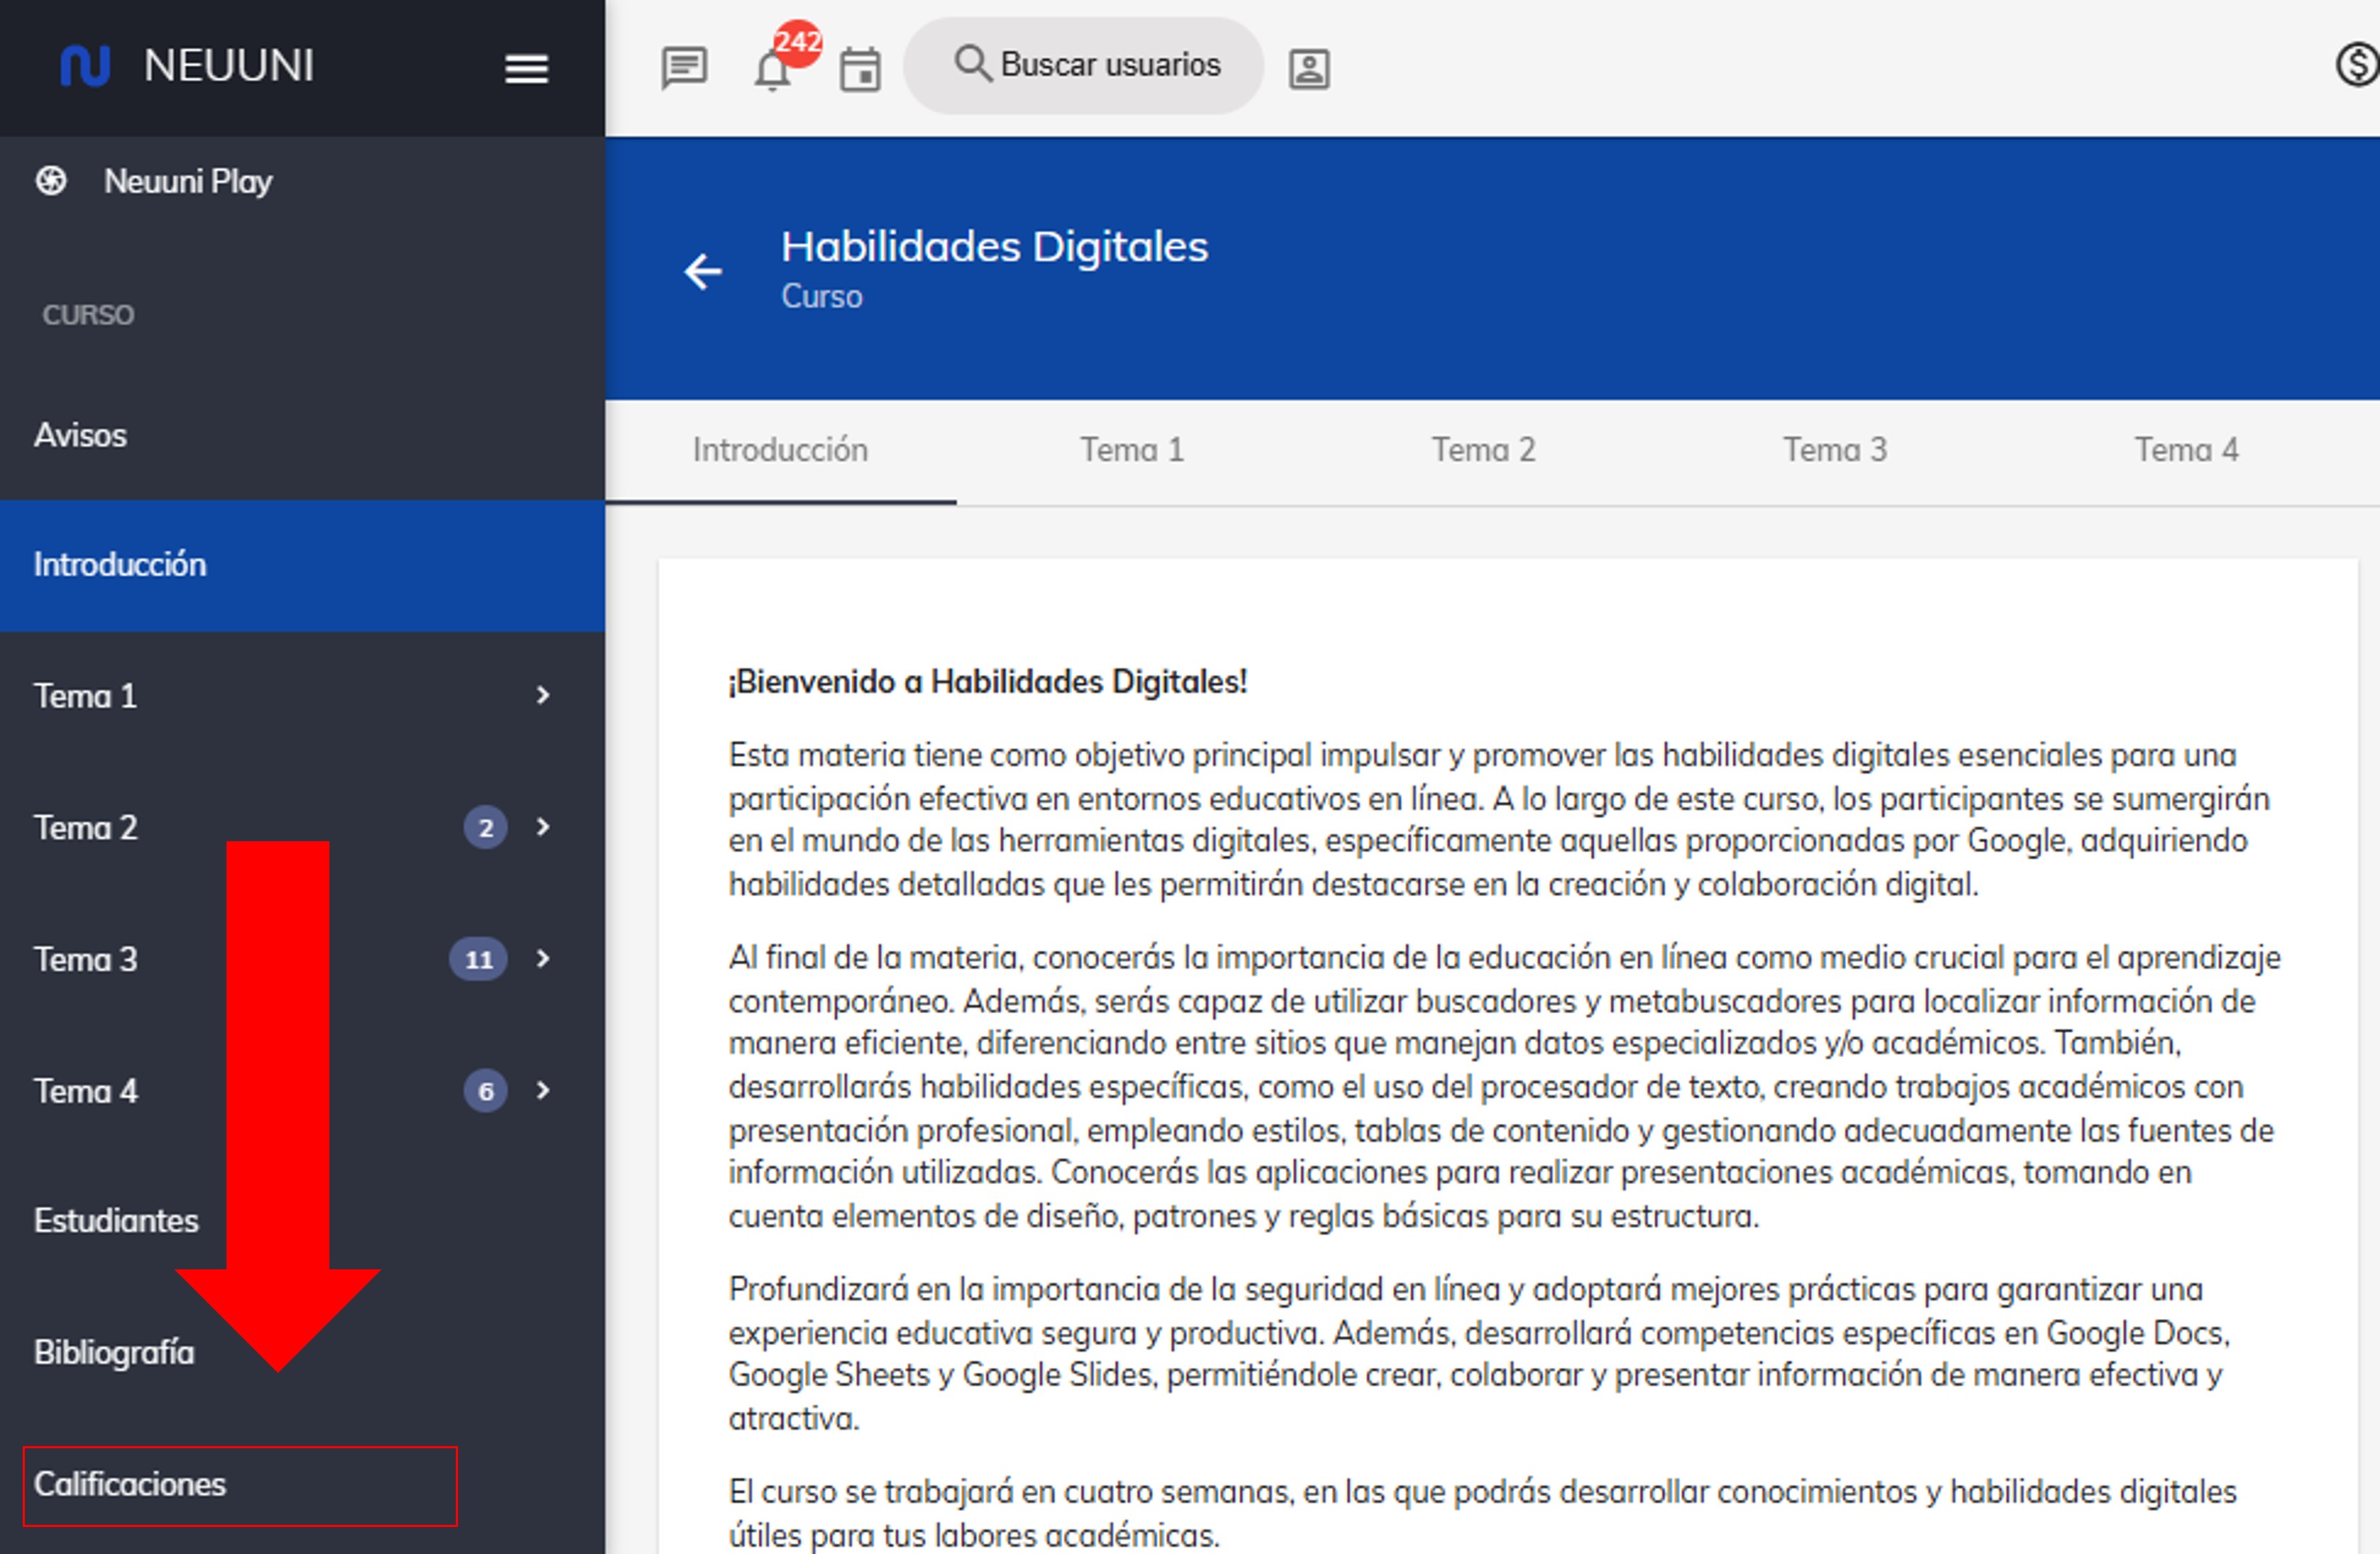 NEUUNI
242
Buscar usuarios
Neuuni Play
CURSO
Avisos
Introducción
Tema 1
Tema 2 2
Tema 3 11
Tema 4 6
Estudiantes
Bibliografía
Calificaciones
Habilidades Digitales
Curso
Introducción Tema 1 Tema 2 Tema 3 Tema 4
¡Bienvenido a Habilidades Digitales!
Esta materia tiene como objetivo principal impulsar y promover las habilidades digitales esenciales para una
participación efectiva en entornos educativos en línea. A lo largo de este curso, los participantes se sumergirán
en el mundo de las herramientas digitales, específicamente aquellas proporcionadas por Google, adquiriendo
habilidades detalladas que les permitirán destacarse en la creación y colaboración digital.
Al final de la materia, conocerás la importancia de la educación en línea como medio crucial para el aprendizaje
contemporáneo. Además, serás capaz de utilizar buscadores y metabuscadores para localizar información de
manera eficiente, diferenciando entre sitios que manejan datos especializados y/o académicos. También,
desarrollarás habilidades específicas, como el uso del procesador de texto, creando trabajos académicos con
presentación profesional, empleando estilos, tablas de contenido y gestionando adecuadamente las fuentes de
información utilizadas. Conocerás las aplicaciones para realizar presentaciones académicas, tomando en
cuenta elementos de diseño, patrones y reglas básicas para su estructura.
Profundizará en la importancia de la seguridad en línea y adoptará mejores prácticas para garantizar una
experiencia educativa segura y productiva. Además, desarrollará competencias específicas en Google Docs,
Google Sheets y Google Slides, permitiéndole crear, colaborar y presentar información de manera efectiva y
atractiva.
El curso se trabajará en cuatro semanas, en las que podrás desarrollar conocimientos y habilidades digitales
útiles para tus labores académicas.